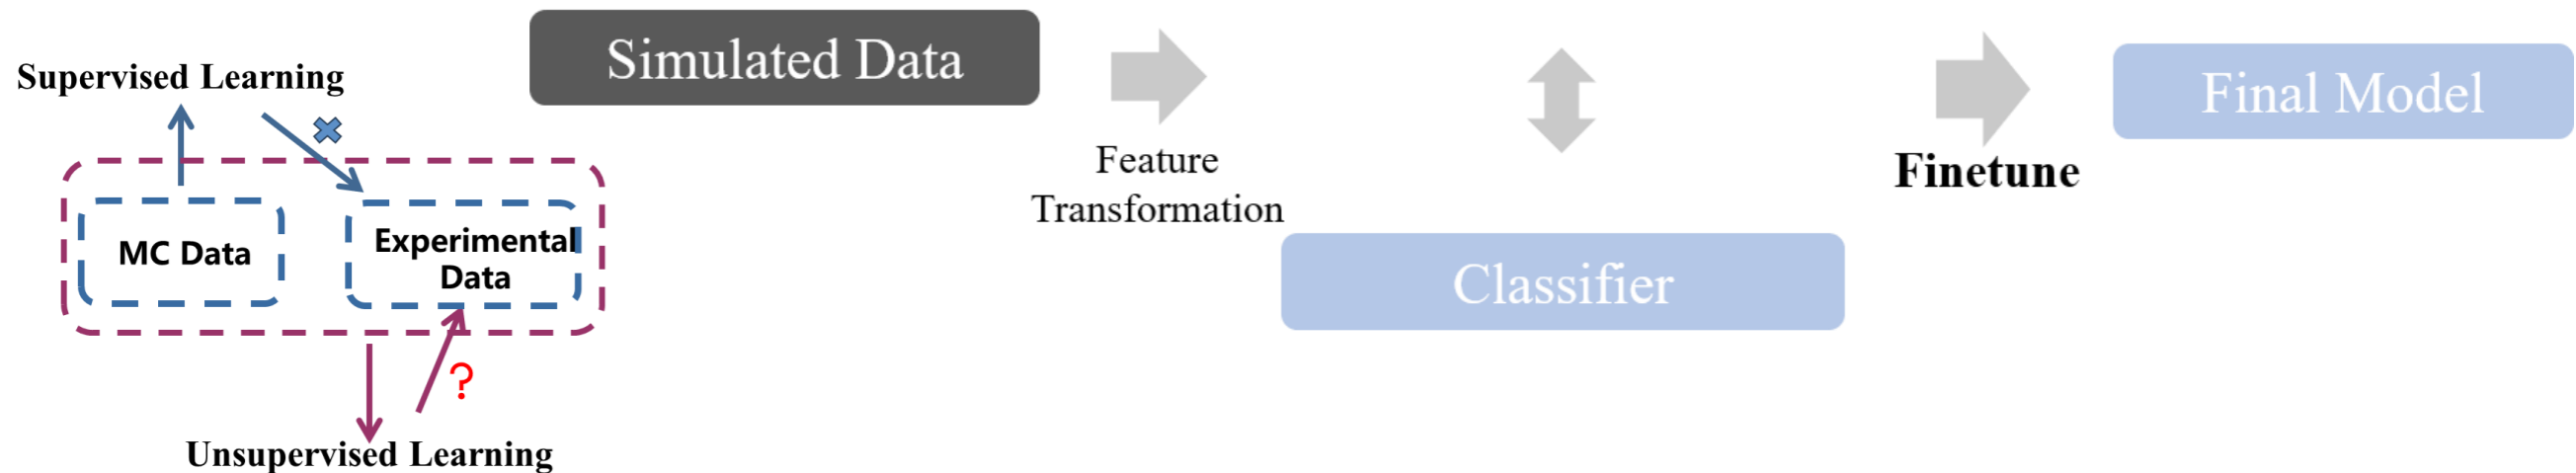 Supervised Learning
MC Data
Experimental
Data
?
Unsupervised Learning
Simulated Data
Feature
Transformation
Classifier
Finetune
Final Model